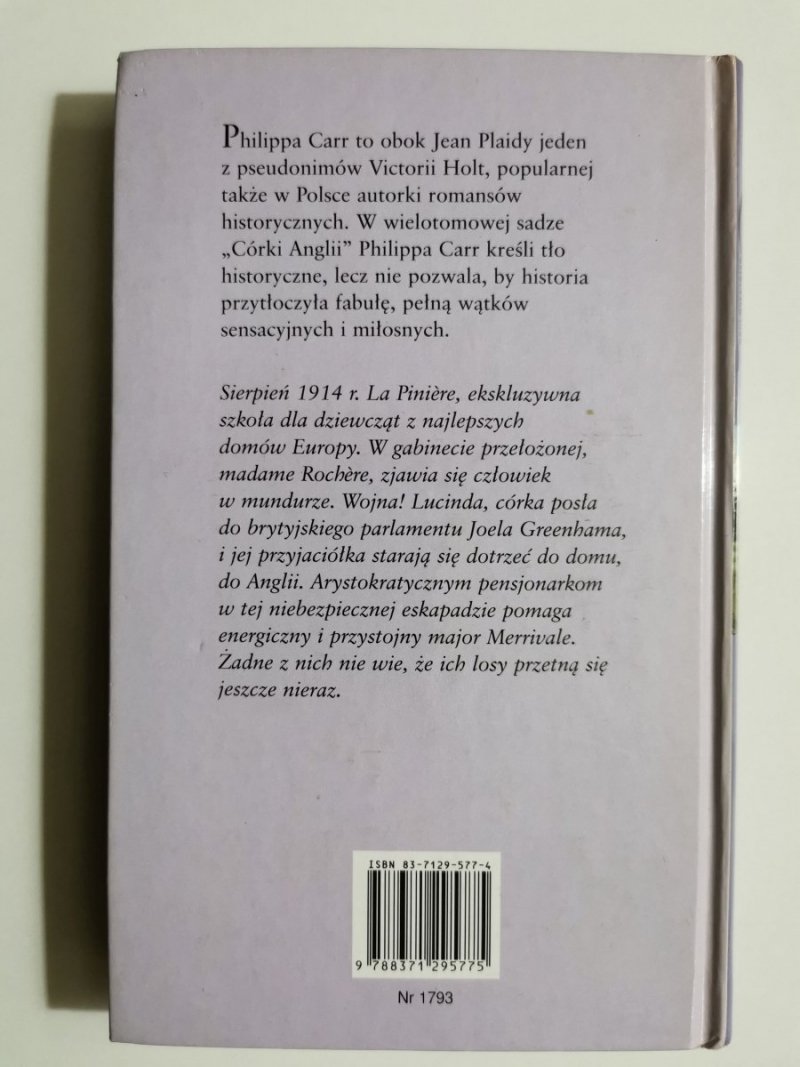 Philippa Carr to obok Jean Plaidy jeden
z pseudonimów Victorii Holt, popularnej
także w Polsce autorki romansów
historycznych. W wielotomowej sadze
„Córki Anglii” Philippa Carr kreśli tło
historyczne, lecz nie pozwala, by historia
przytłoczyła fabułę, pełną wątków
sensacyjnych i miłosnych.
Sierpień 1914 r. La Pinière, ekskluzywna
szkoła dla dziewcząt z najlepszych
domów Europy. W gabinecie przełożonej,
madame Rochère, zjawia się człowiek
w mundurze. Wojna! Lucinda, córka posła
do brytyjskiego parlamentu Joela Greenhama,
i jej przyjaciółka starają się dotrzeć do domu,
do Anglii. Arystokratycznym pensjonarkom
w tej niebezpiecznej eskapadzie pomaga
energiczny i przystojny major Merrivale.
Żadne z nich nie wie, że ich losy przetną się
jeszcze nieraz.
ISBN 83-7129-577-4
9 788371 295775
Nr 1793